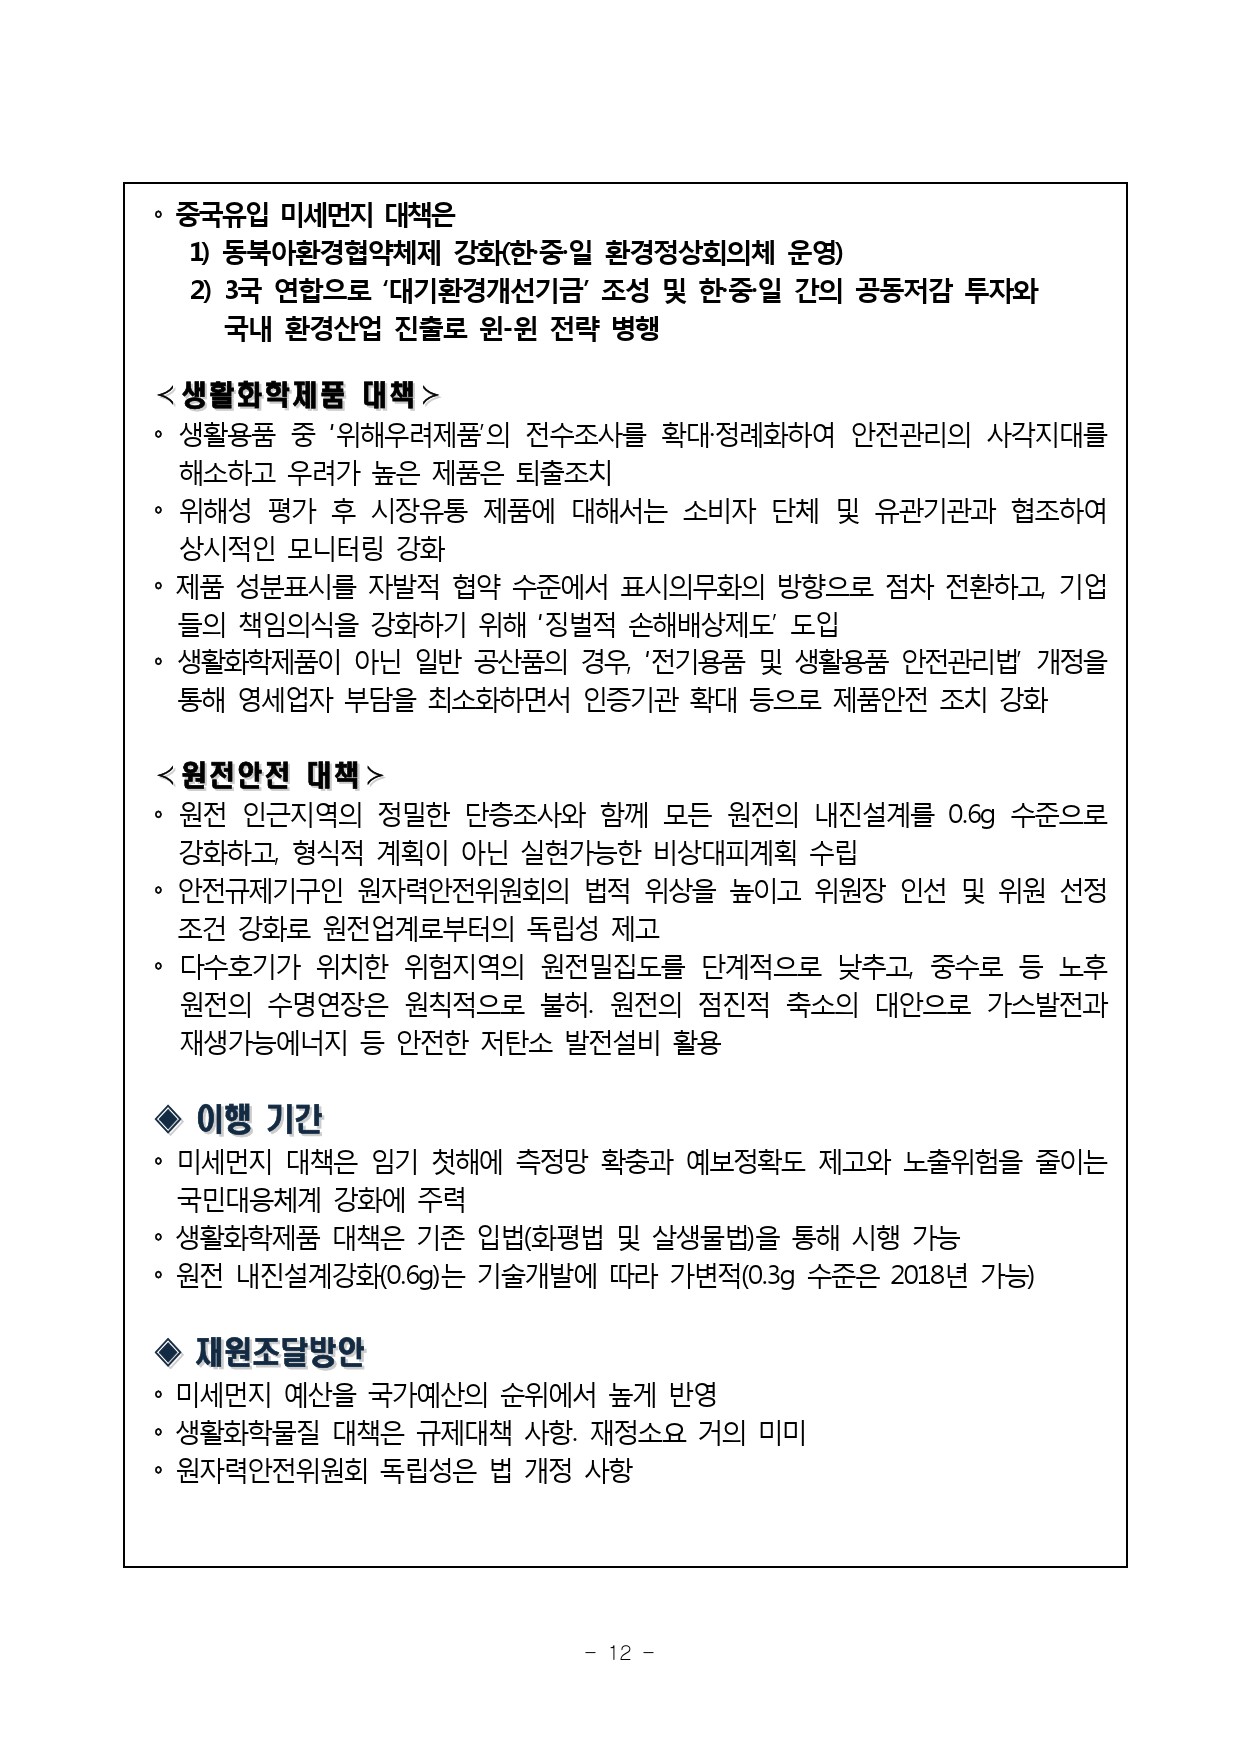 ◦ 중국유입 미세먼지 대책은
1) 동북아환경협약체제 강화(한·중·일 환경정상회의체 운영)
2) 3국 연합으로 ‘대기환경개선기금’ 조성 및 한·중·일 간의 공동저감 투자와
국내 환경산업 진출로 윈-윈 전략 병행
<생활화학제품 대책>
◦ 생활용품 중 '위해우려제품'의 전수조사를 확대·정례화하여 안전관리의 사각지대를
해소하고 우려가 높은 제품은 퇴출조치
◦ 위해성 평가 후 시장유통 제품에 대해서는 소비자 단체 및 유관기관과 협조하여
상시적인 모니터링 강화
◦ 제품 성분표시를 자발적 협약 수준에서 표시의무화의 방향으로 점차 전환하고, 기업
들의 책임의식을 강화하기 위해 '징벌적 손해배상제도' 도입
◦ 생활화학제품이 아닌 일반 공산품의 경우, '전기용품 및 생활용품 안전관리법' 개정을
통해 영세업자 부담을 최소화하면서 인증기관 확대 등으로 제품안전 조치 강화
<원전안전 대책>
◦ 원전 인근지역의 정밀한 단층조사와 함께 모든 원전의 내진설계를 0.6g 수준으로
강화하고, 형식적 계획이 아닌 실현가능한 비상대피계획 수립
◦ 안전규제기구인 원자력안전위원회의 법적 위상을 높이고 위원장 인선 및 위원 선정
조건 강화로 원전업계로부터의 독립성 제고
◦ 다수호기가 위치한 위험지역의 원전밀집도를 단계적으로 낮추고, 중수로 등 노후
원전의 수명연장은 원칙적으로 불허. 원전의 점진적 축소의 대안으로 가스발전과
재생가능에너지 등 안전한 저탄소 발전설비 활용
◈ 이행 기간
◦ 미세먼지 대책은 임기 첫해에 측정망 확충과 예보정확도 제고와 노출위험을 줄이는
국민대응체계 강화에 주력
◦ 생활화학제품 대책은 기존 입법(화평법 및 살생물법)을 통해 시행 가능
◦ 원전 내진설계강화(0.6g)는 기술개발에 따라 가변적(0.3g 수준은 2018년 가능)
◈ 재원조달방안
◦ 미세먼지 예산을 국가예산의 순위에서 높게 반영
◦ 생활화학물질 대책은 규제대책 사항. 재정소요 거의 미미
◦ 원자력안전위원회 독립성은 법 개정 사항
- 12 -